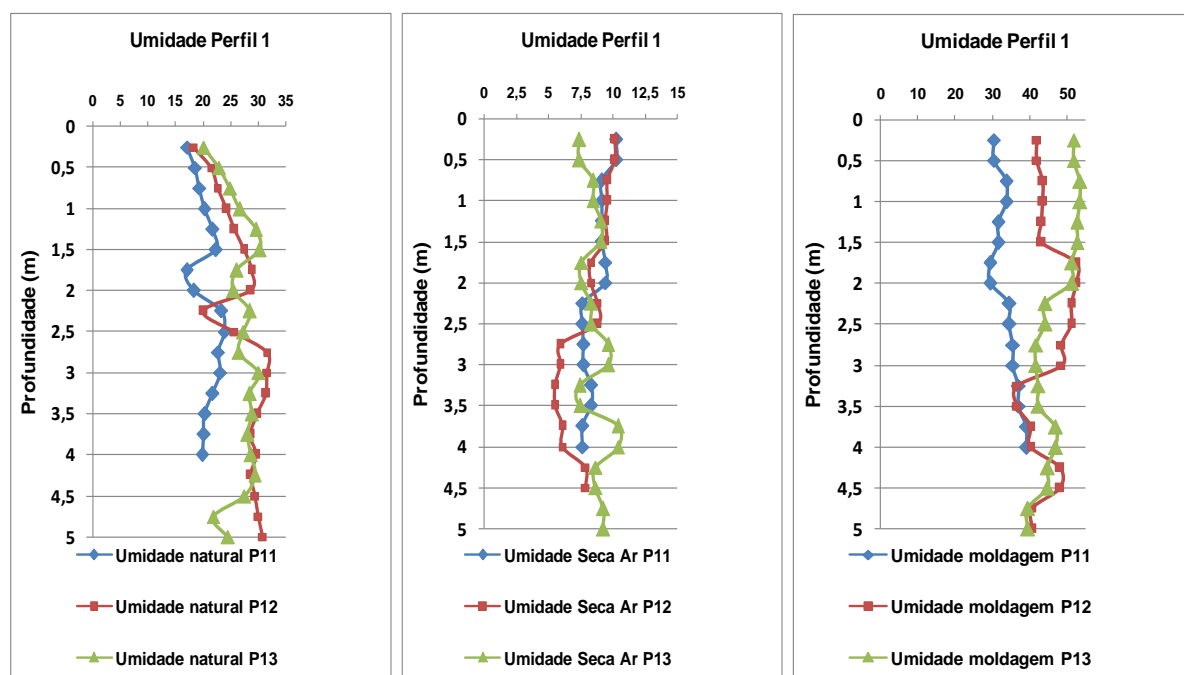 Umidade Perfil 1
0 5 10 15 20 25 30 35
0
0,5
1
1,5
2
2,5
3
3,5
4
4,5
5
Profundidade (m)
Umidade natural P11
Umidade natural P12
Umidade natural P13
Umidade Perfil 1
0 2,5 5 7,5 10 12,5 15
0
0,5
1
1,5
2
2,5
3
3,5
4
4,5
5
Profundidade (m)
Umidade Seca Ar P11
Umidade Seca Ar P12
Umidade Seca Ar P13
Umidade Perfil 1
0 10 20 30 40 50
0
0,5
1
1,5
2
2,5
3
3,5
4
4,5
5
Profundidade (m)
Umidade moldagem P11
Umidade moldagem P12
Umidade moldagem P13